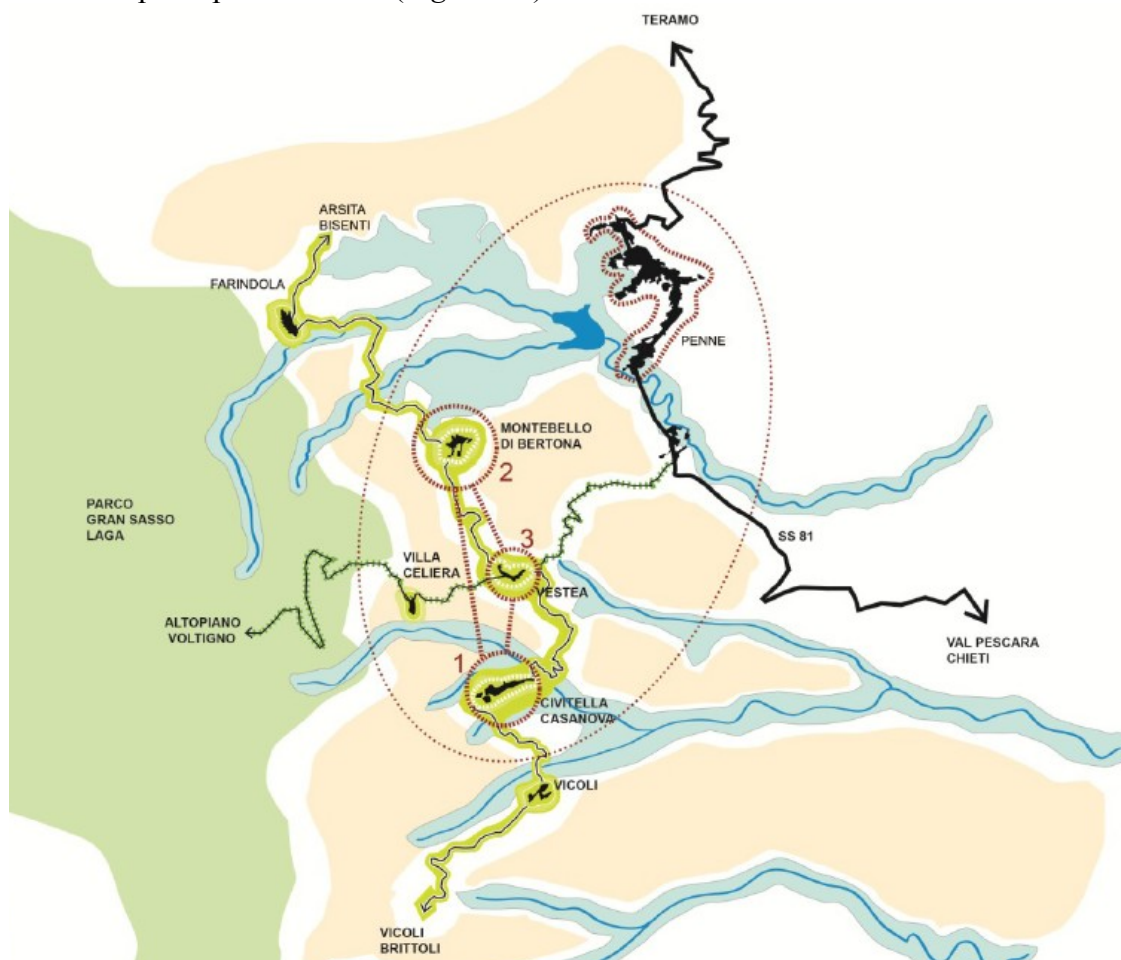 TERAMO
ARSITA
BISENTI
FARINDOLA
PENNE
MONTEBELLO
DI BERTONA
2
PARCO
GRAN SASSO
LAGA
SS 81
3
VILLA
CELIERA
VESTEA
ALTOPIANO
VOLTIGNO
VAL PESCARA
CHIETI
1
CIVITELLA
CASANOVA
VICOLI
VICOLI
BRITTOLI